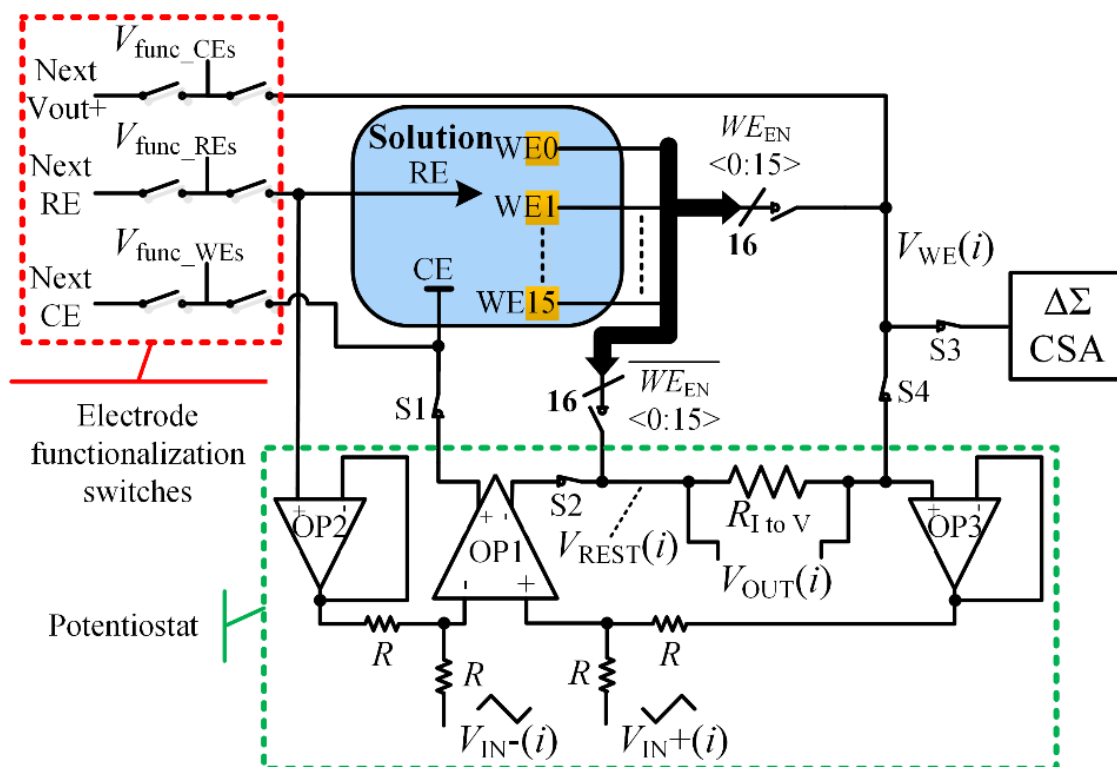 V_func_CEs
Next
Vout+
V_func_REs
Next
RE
V_func_WEs
Next
CE
Solution
RE
CE
WE0
WE1
WE15
WE_EN
<0:15>
16
V_WE(i)
ΔΣ
CSA
S3
S4
16
W̅E̅_EN
<0:15>
S1
S2
Electrode
functionalization
switches
Potentiostat
+ -
OP2
+ -
OP1
- +
V_REST(i)
R_I to V
V_OUT(i)
+ -
OP3
R
R
R
R
V_IN-(i)
V_IN+(i)